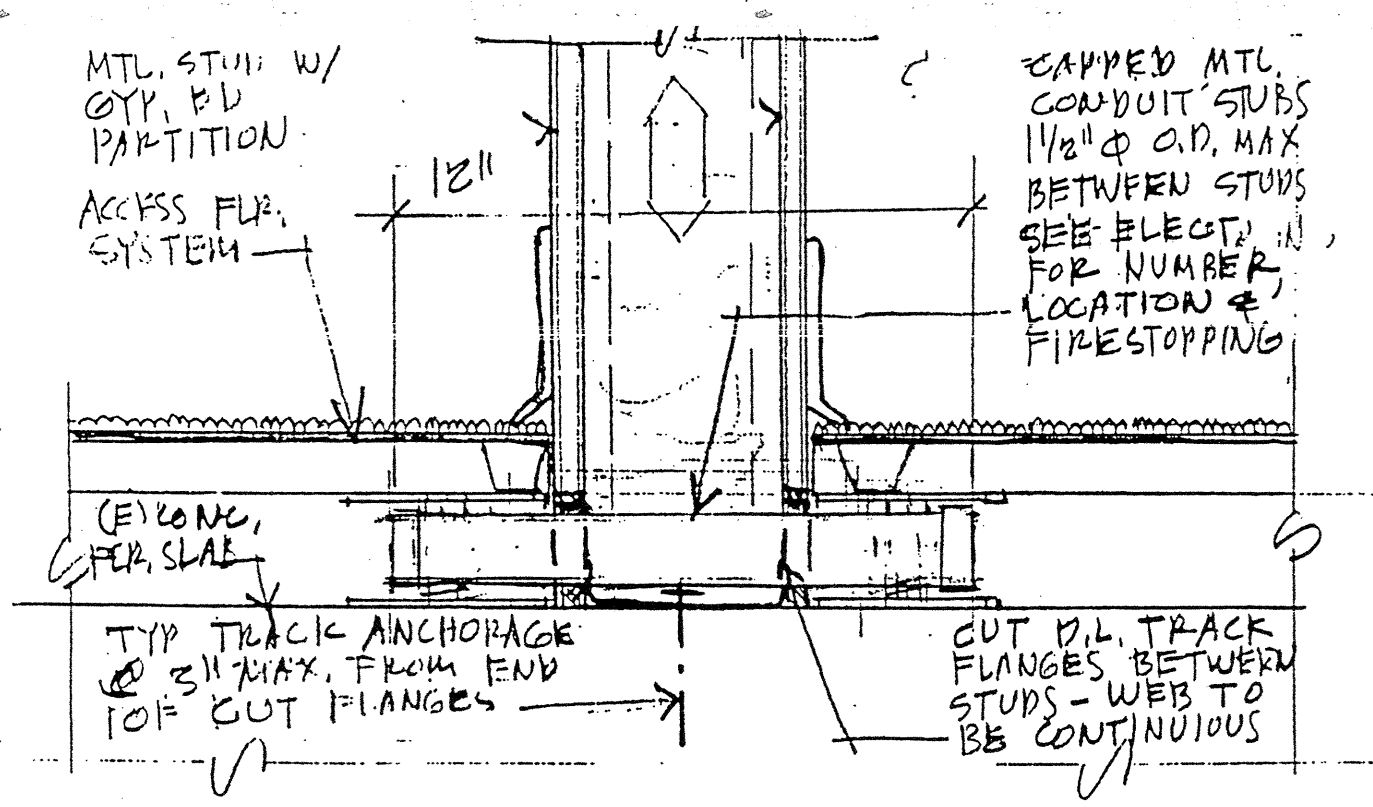 MTL. STUD W/
GYP. BD
PARTITION
12"
ACCESS FLR.
SYSTEM
CAPPED MTL.
CONDUIT STUBS
1 1/2" Φ O.D. MAX
BETWEEN STUDS
SEE ELECT.
FOR NUMBER,
LOCATION &
FIRESTOPPING
(E) CONC.
FLR. SLAB
TYP TRACK ANCHORAGE
@ 3" MAX. FROM END
OF CUT FLANGES
CUT D.L. TRACK
FLANGES BETWEEN
STUDS - WEB TO
BE CONTINUIOUS